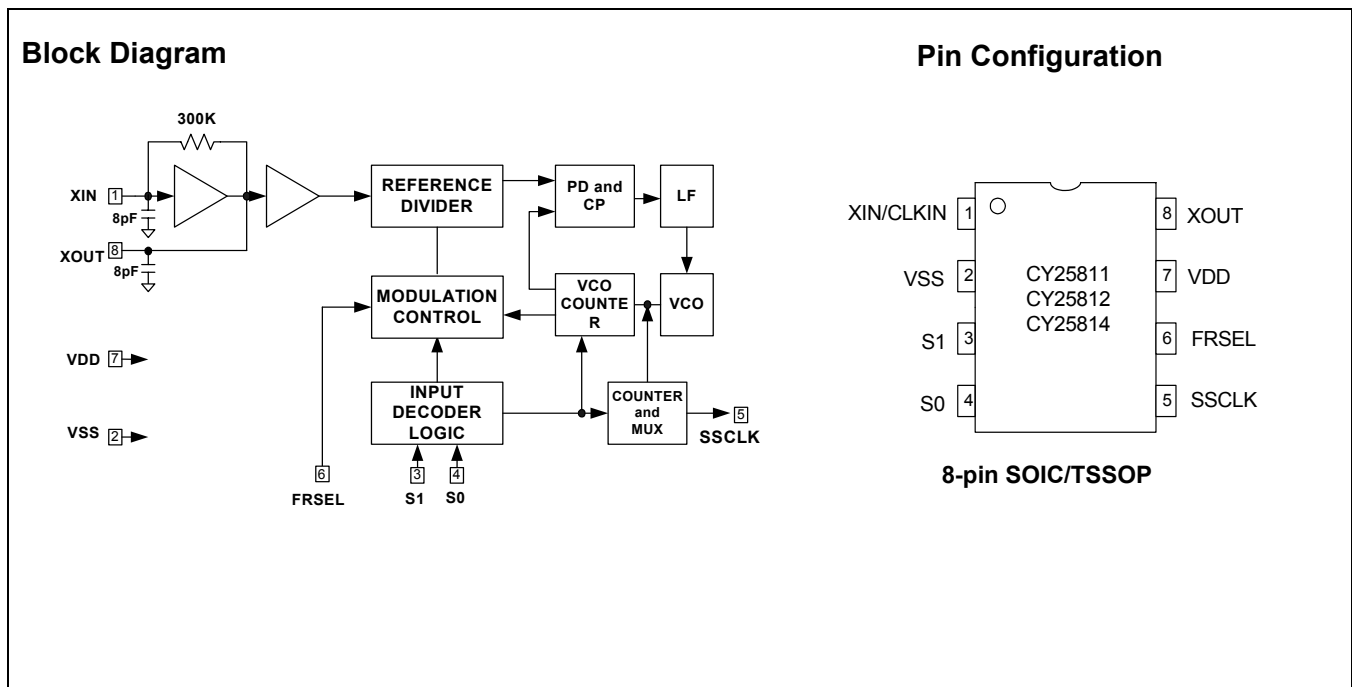 Block Diagram
Pin Configuration
300K
XIN
1
8pF
XOUT
8
8pF
REFERENCE
DIVIDER
PD and
CP
LF
MODULATION
CONTROL
VCO
COUNTE
R
VCO
VDD
7
VSS
2
INPUT
DECODER
LOGIC
COUNTER
and
MUX
5
SSCLK
6
FRSEL
3
S1
4
S0
XIN/CLKIN
1
VSS
2
S1
3
S0
4
CY25811
CY25812
CY25814
8
XOUT
7
VDD
6
FRSEL
5
SSCLK
8-pin SOIC/TSSOP